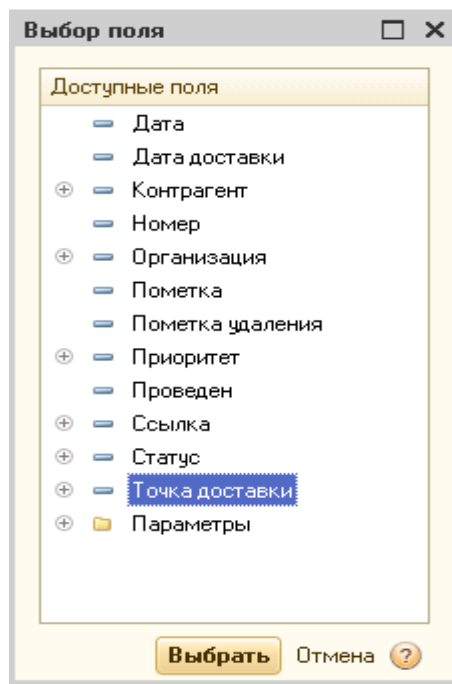 Выбор поля
Доступные поля
Дата
Дата доставки
Контрагент
Номер
Организация
Пометка
Пометка удаления
Приоритет
Проведен
Ссылка
Статус
Точка доставки
Параметры
Выбрать Отмена ?